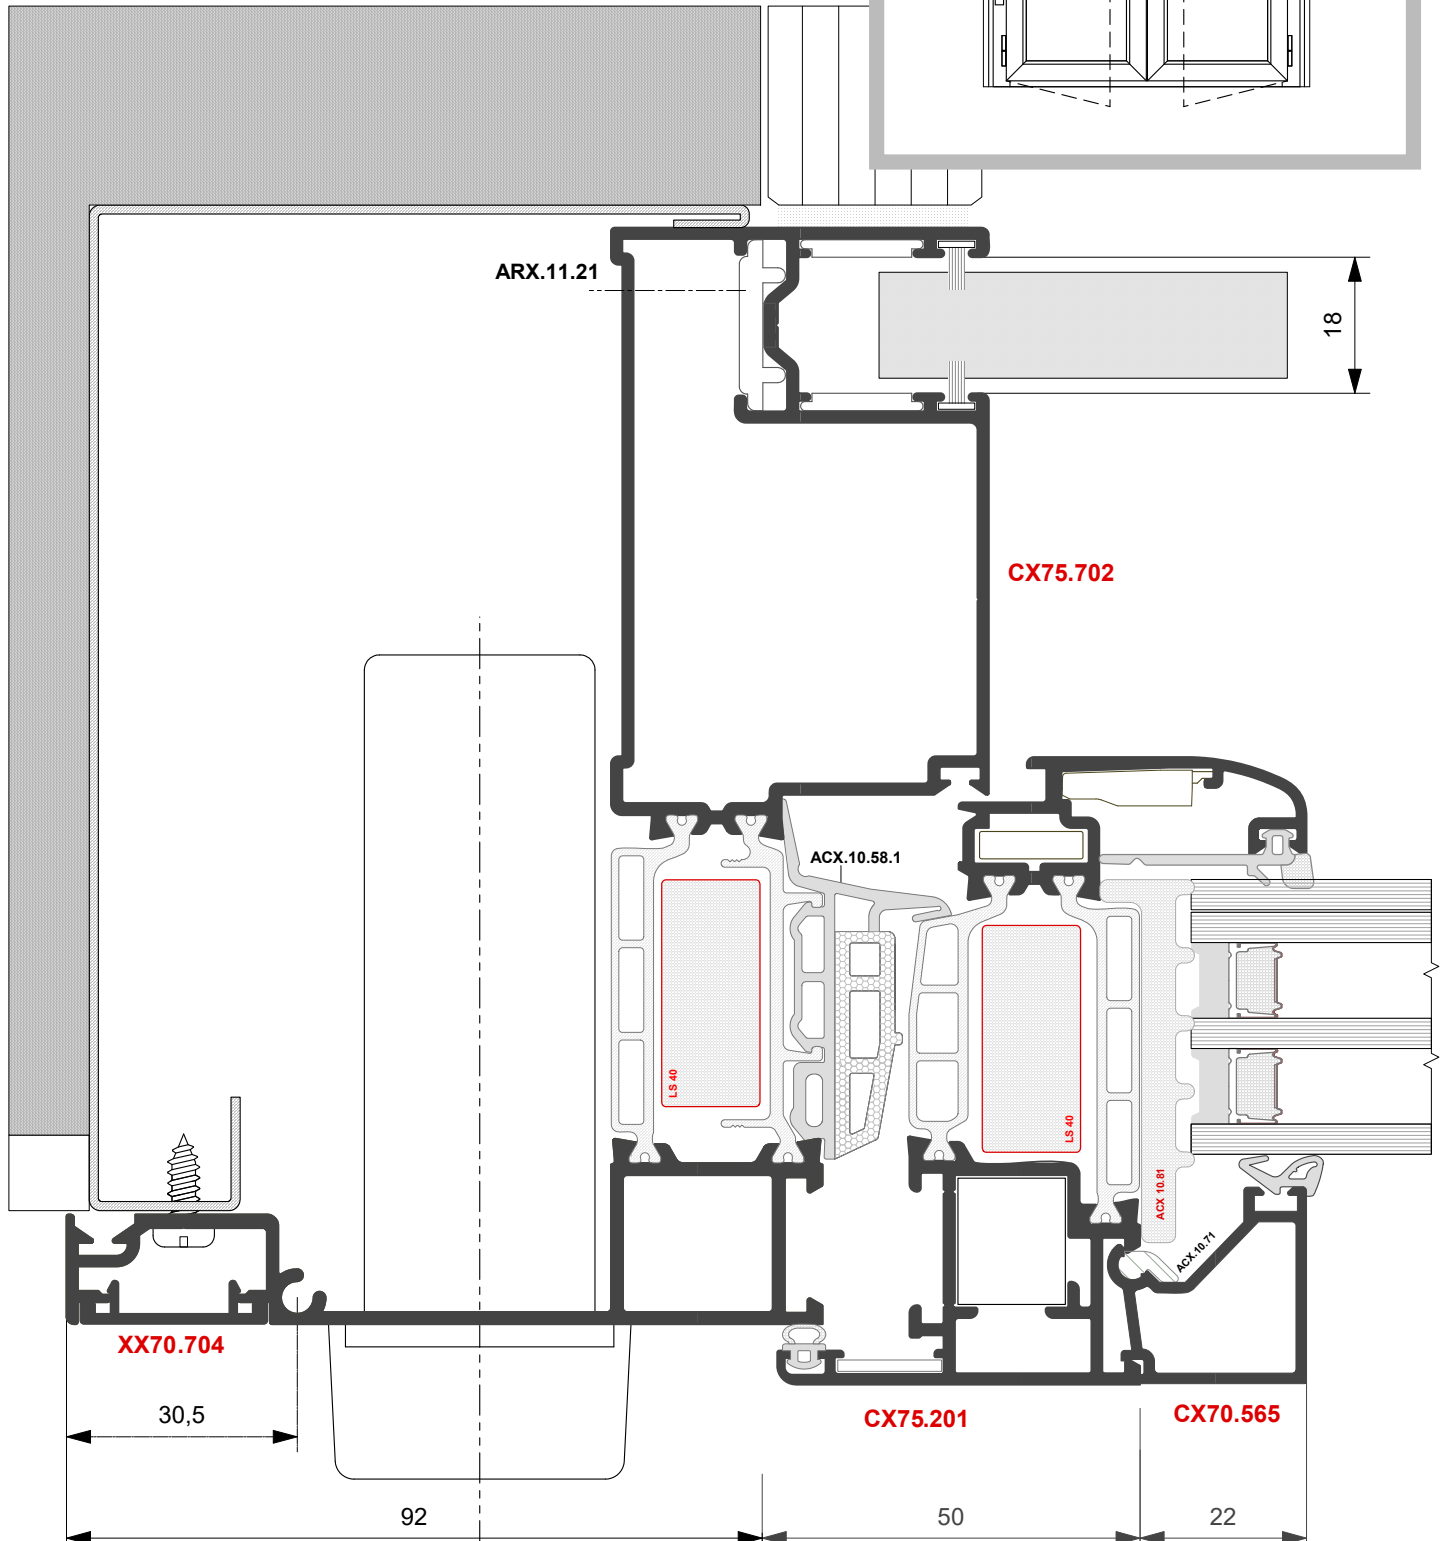 ARX.11.21
18
CX75.702
ACX.10.58.1
LS 40
LS 40
ACX 10.81
ACX.10.71
XX70.704
30,5
CX75.201
CX70.565
92
50
22